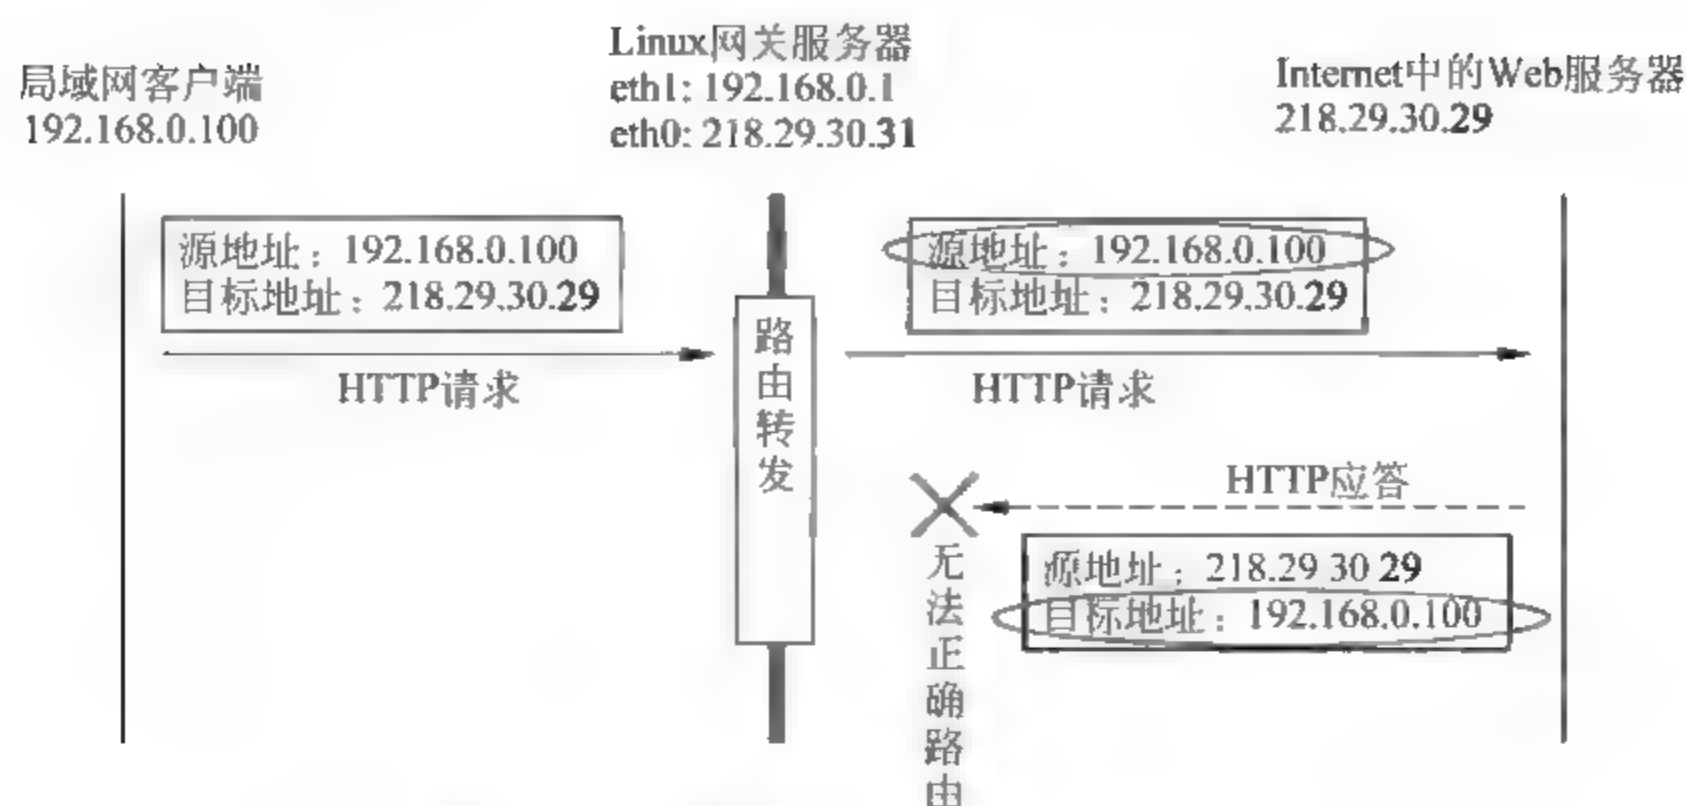 局域网客户端
192.168.0.100
Linux网关服务器
eth1: 192.168.0.1
eth0: 218.29.30.31
Internet中的Web服务器
218.29.30.29
源地址：192.168.0.100
目标地址：218.29.30.29
HTTP请求
路由转发
源地址：192.168.0.100
目标地址：218.29.30.29
HTTP请求
HTTP应答
源地址：218.29 30 29
目标地址：192.168.0.100
无法正确路由